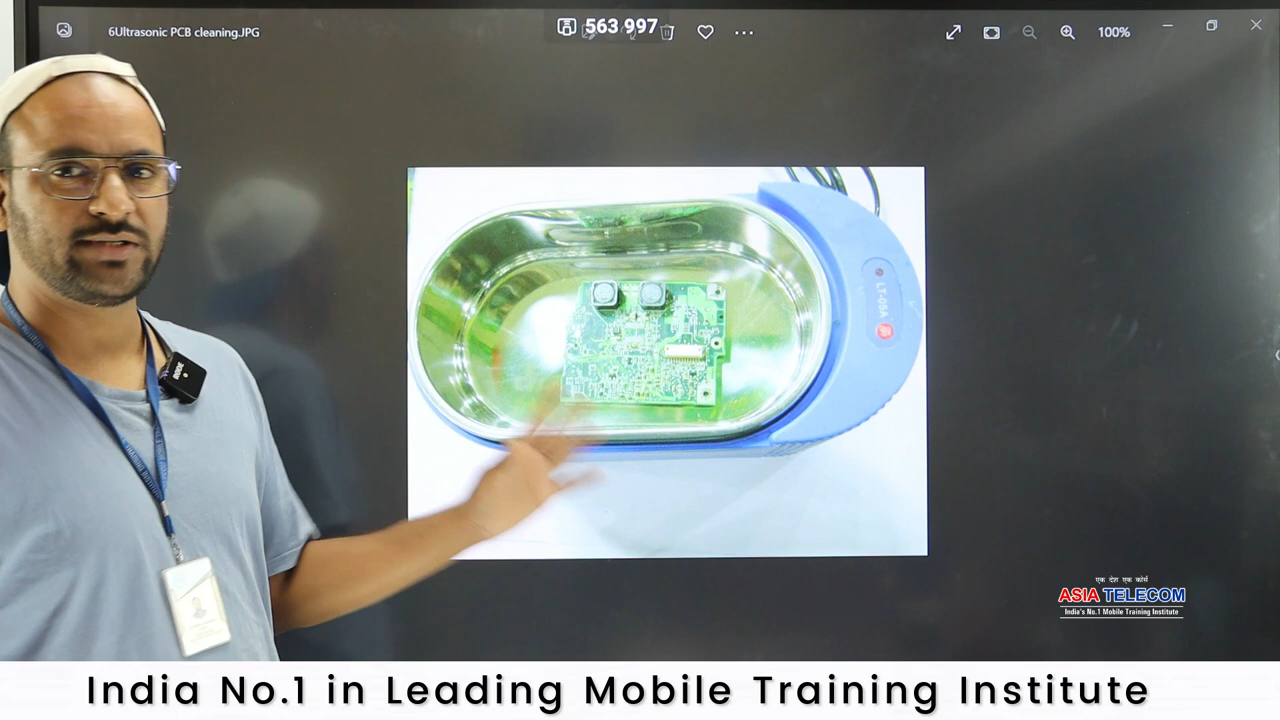 6Ultrasonic PCB cleaning.JPG
563 997
100%
LT-05A
RODE
एक देश एक कोर्स
ASIA TELECOM
India's No.1 Mobile Training Institute
India No.1 in Leading Mobile Training Institute